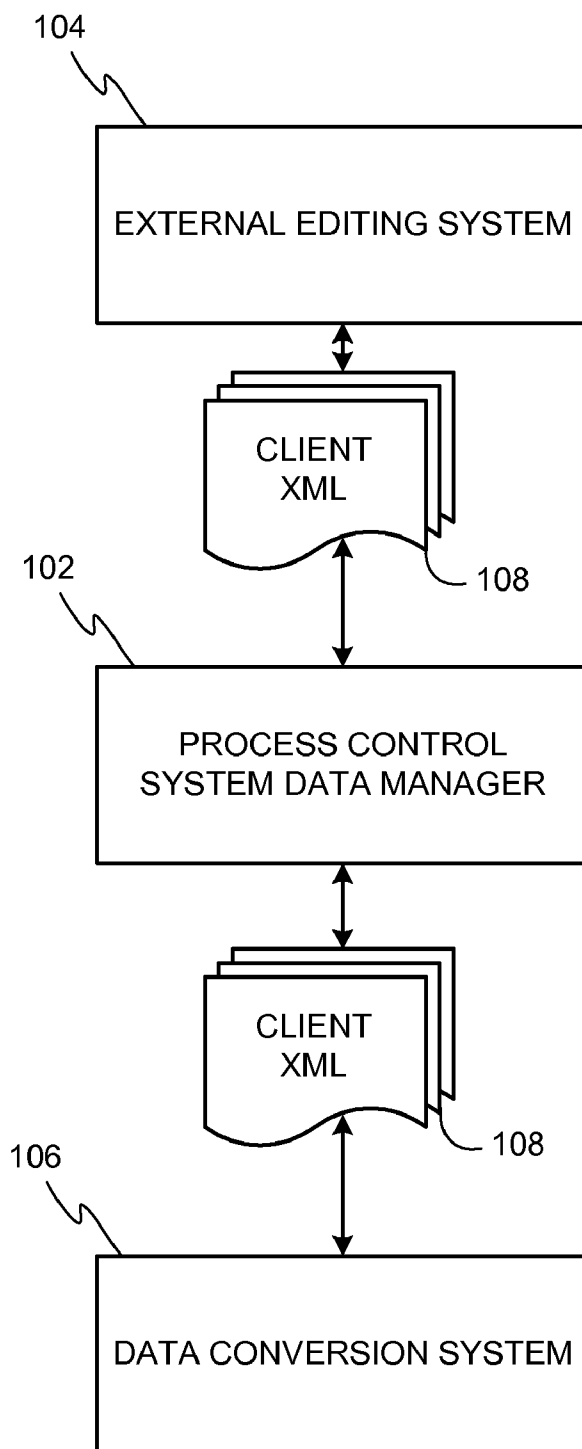 104
EXTERNAL EDITING SYSTEM
CLIENT
XML
108
102
PROCESS CONTROL
SYSTEM DATA MANAGER
CLIENT
XML
108
106
DATA CONVERSION SYSTEM